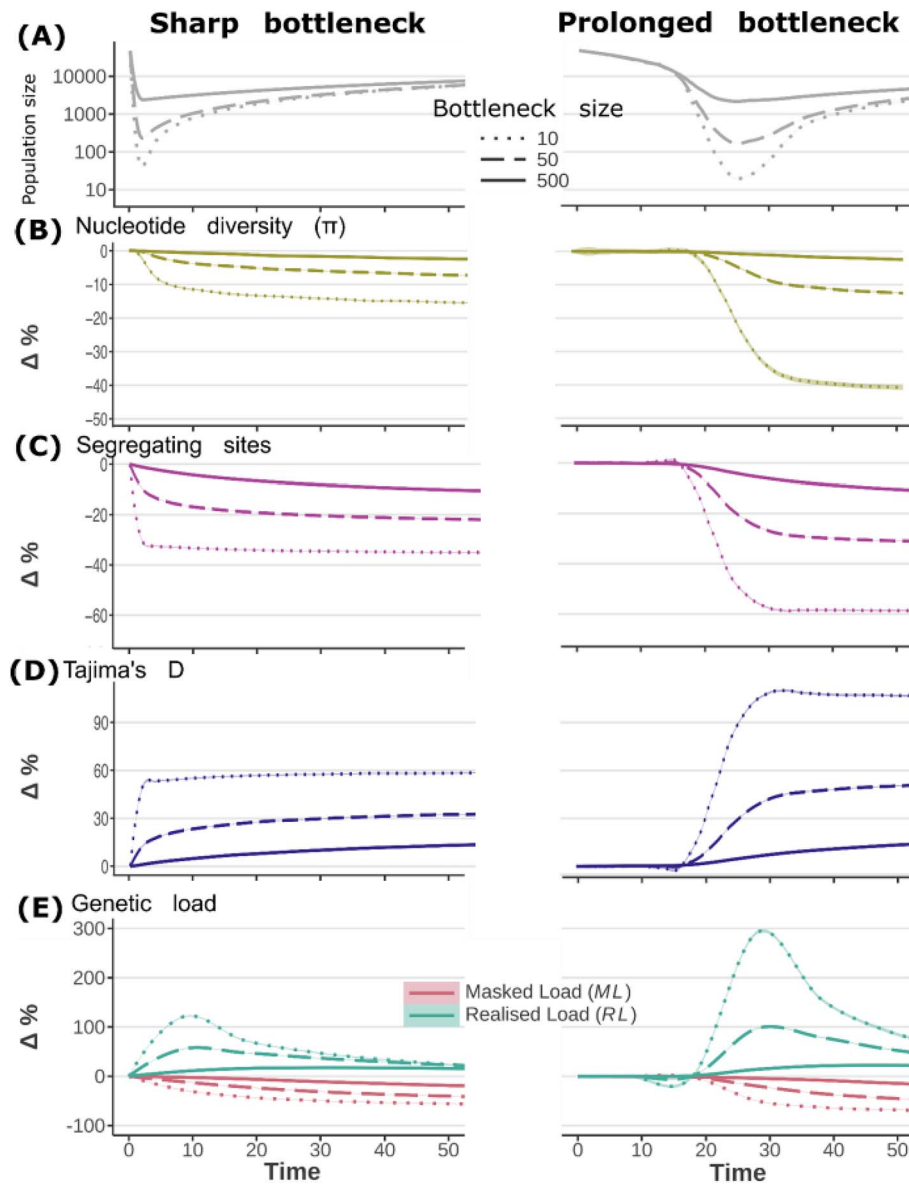 Sharp bottleneck
Prolonged bottleneck
(A)
Population size
10000
1000
100
10
Bottleneck size
10
50
500
(B) Nucleotide diversity (π)
Δ %
0
-10
-20
-30
-40
-50
(C) Segregating sites
Δ %
0
-20
-40
-60
(D) Tajima's D
Δ %
90
60
30
0
(E) Genetic load
Δ %
300
200
100
0
-100
Masked Load (ML)
Realised Load (RL)
0 10 20 30 40 50
Time
0 10 20 30 40 50
Time